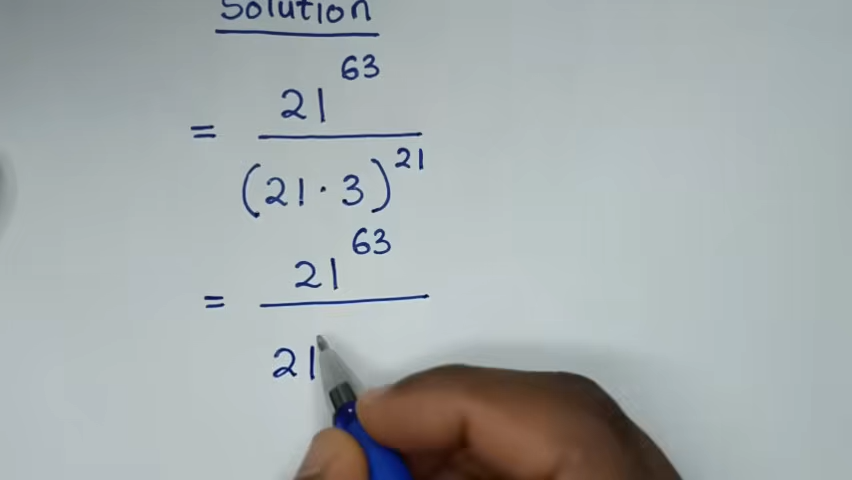 Solution
= 21^63 / (21 · 3)^21
= 21^63 / 21